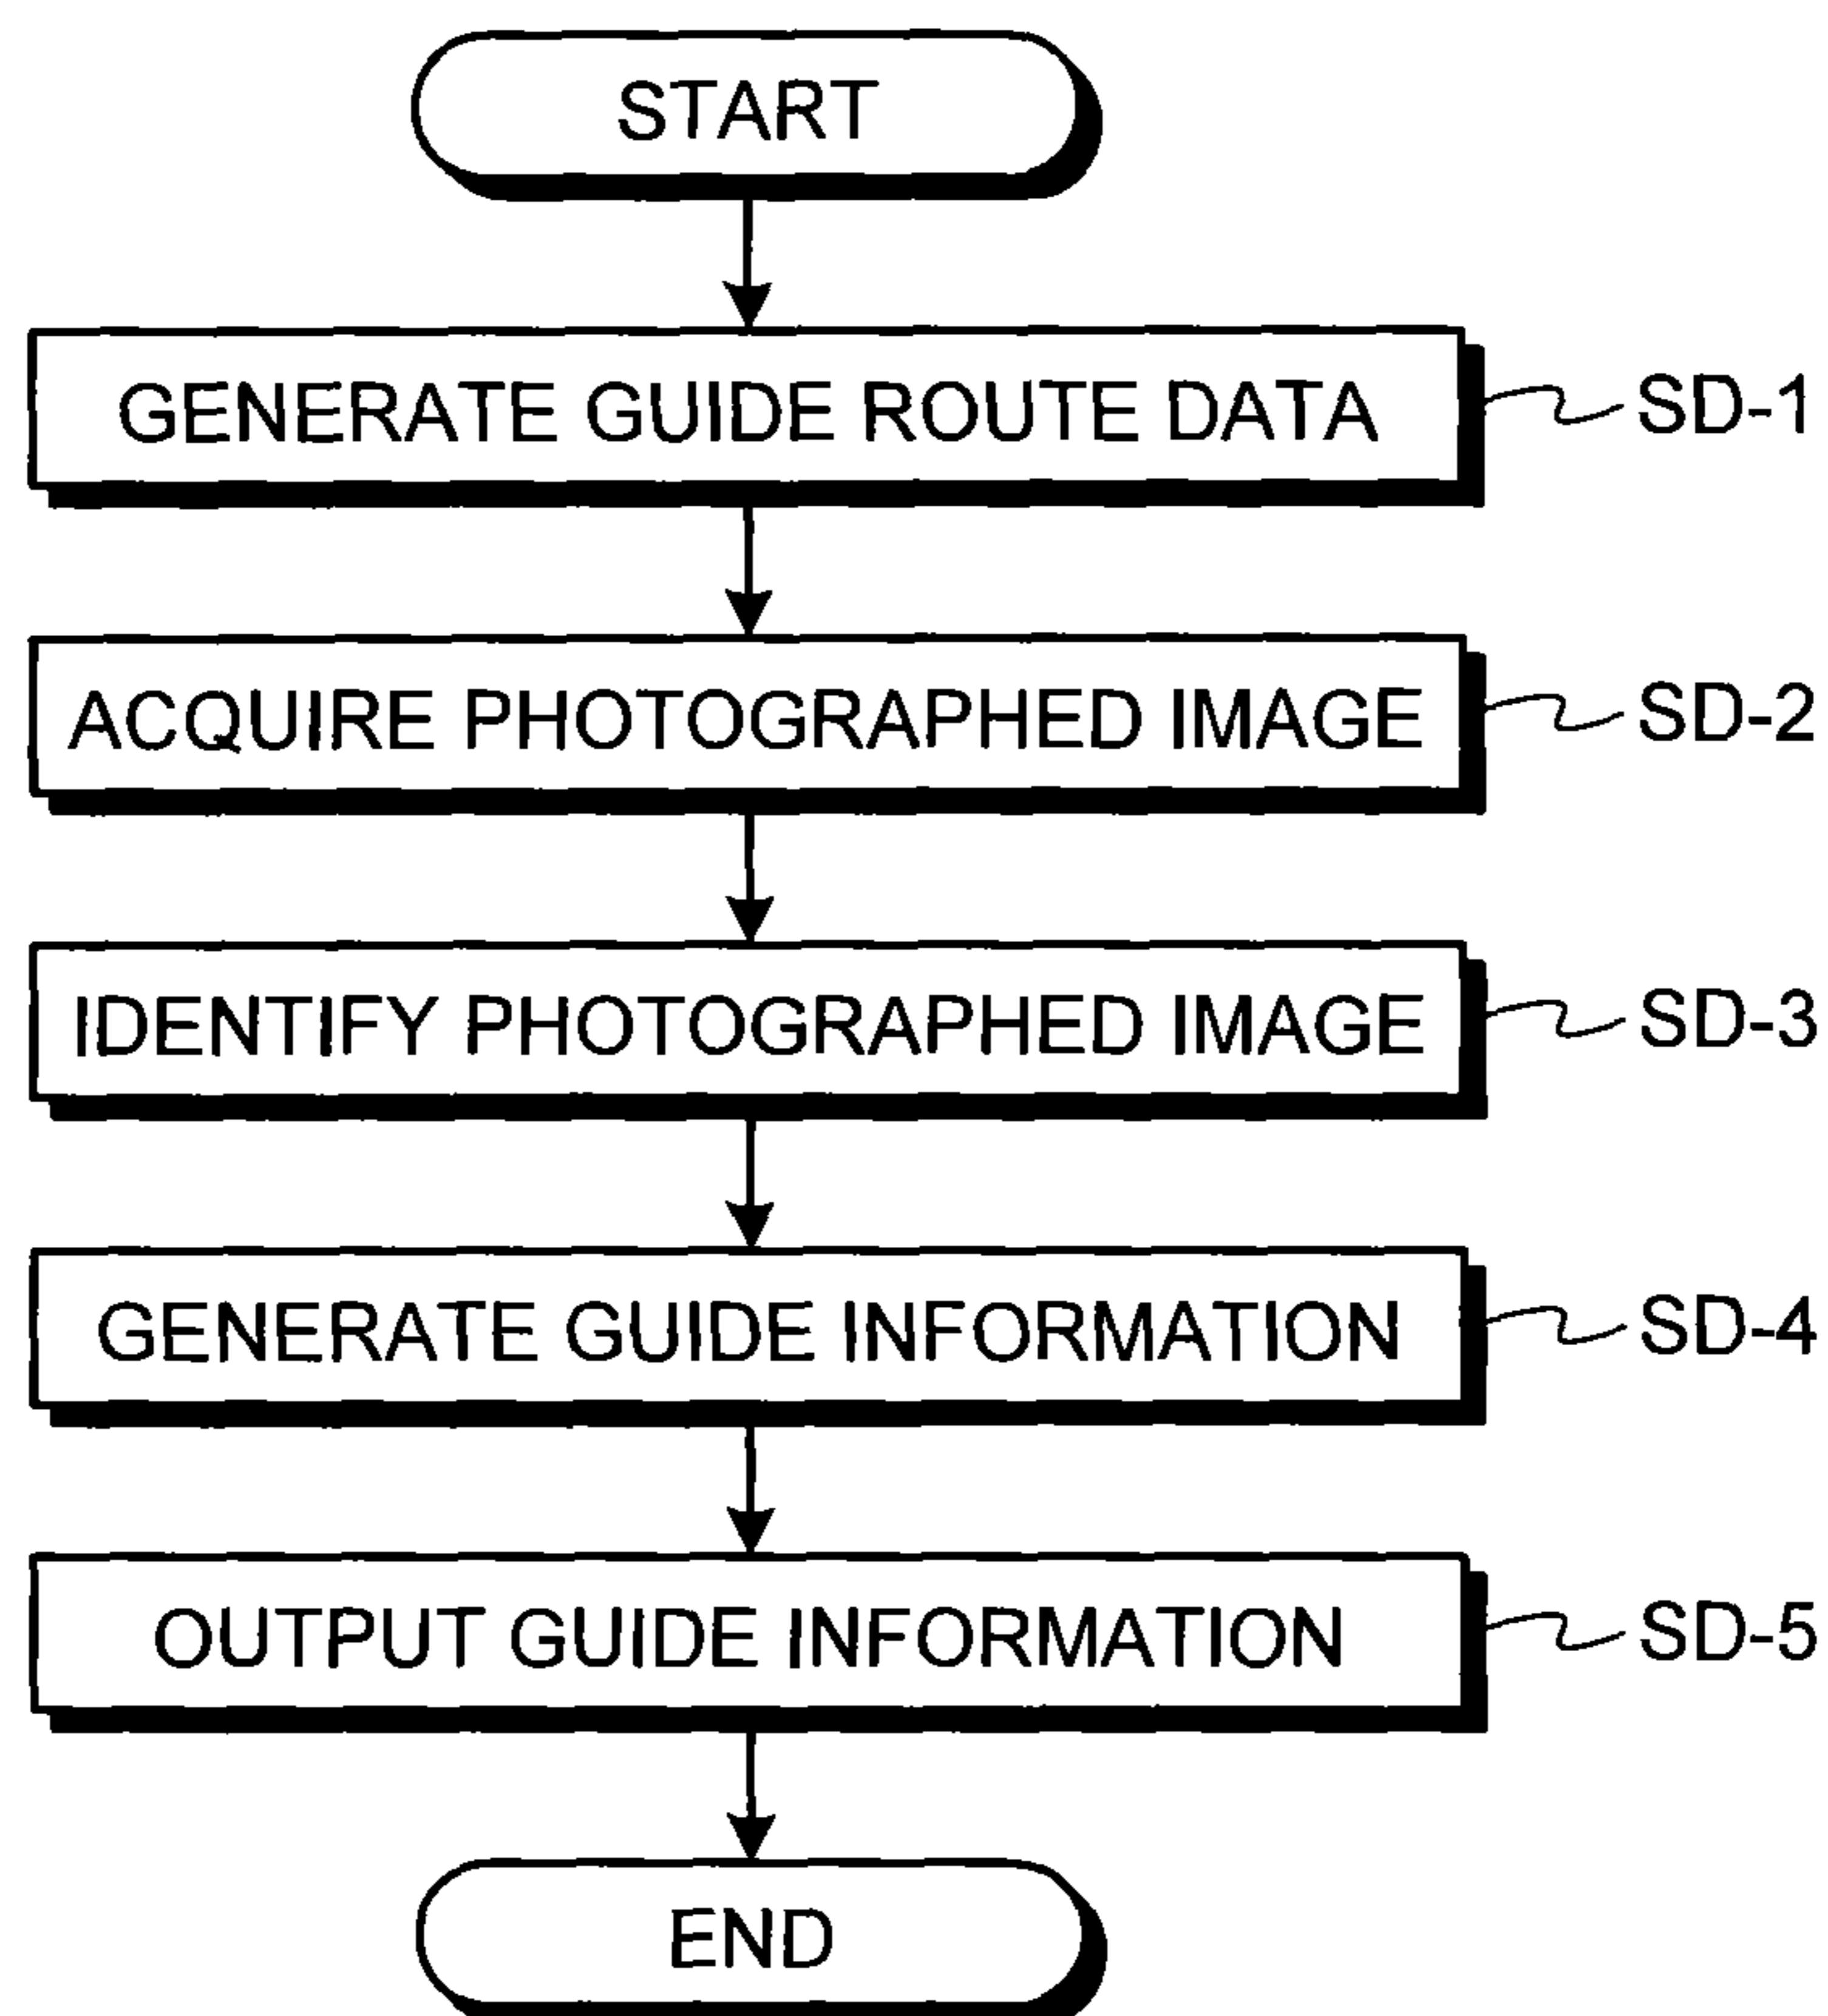 START
GENERATE GUIDE ROUTE DATA SD-1
ACQUIRE PHOTOGRAPHED IMAGE SD-2
IDENTIFY PHOTOGRAPHED IMAGE SD-3
GENERATE GUIDE INFORMATION SD-4
OUTPUT GUIDE INFORMATION SD-5
END